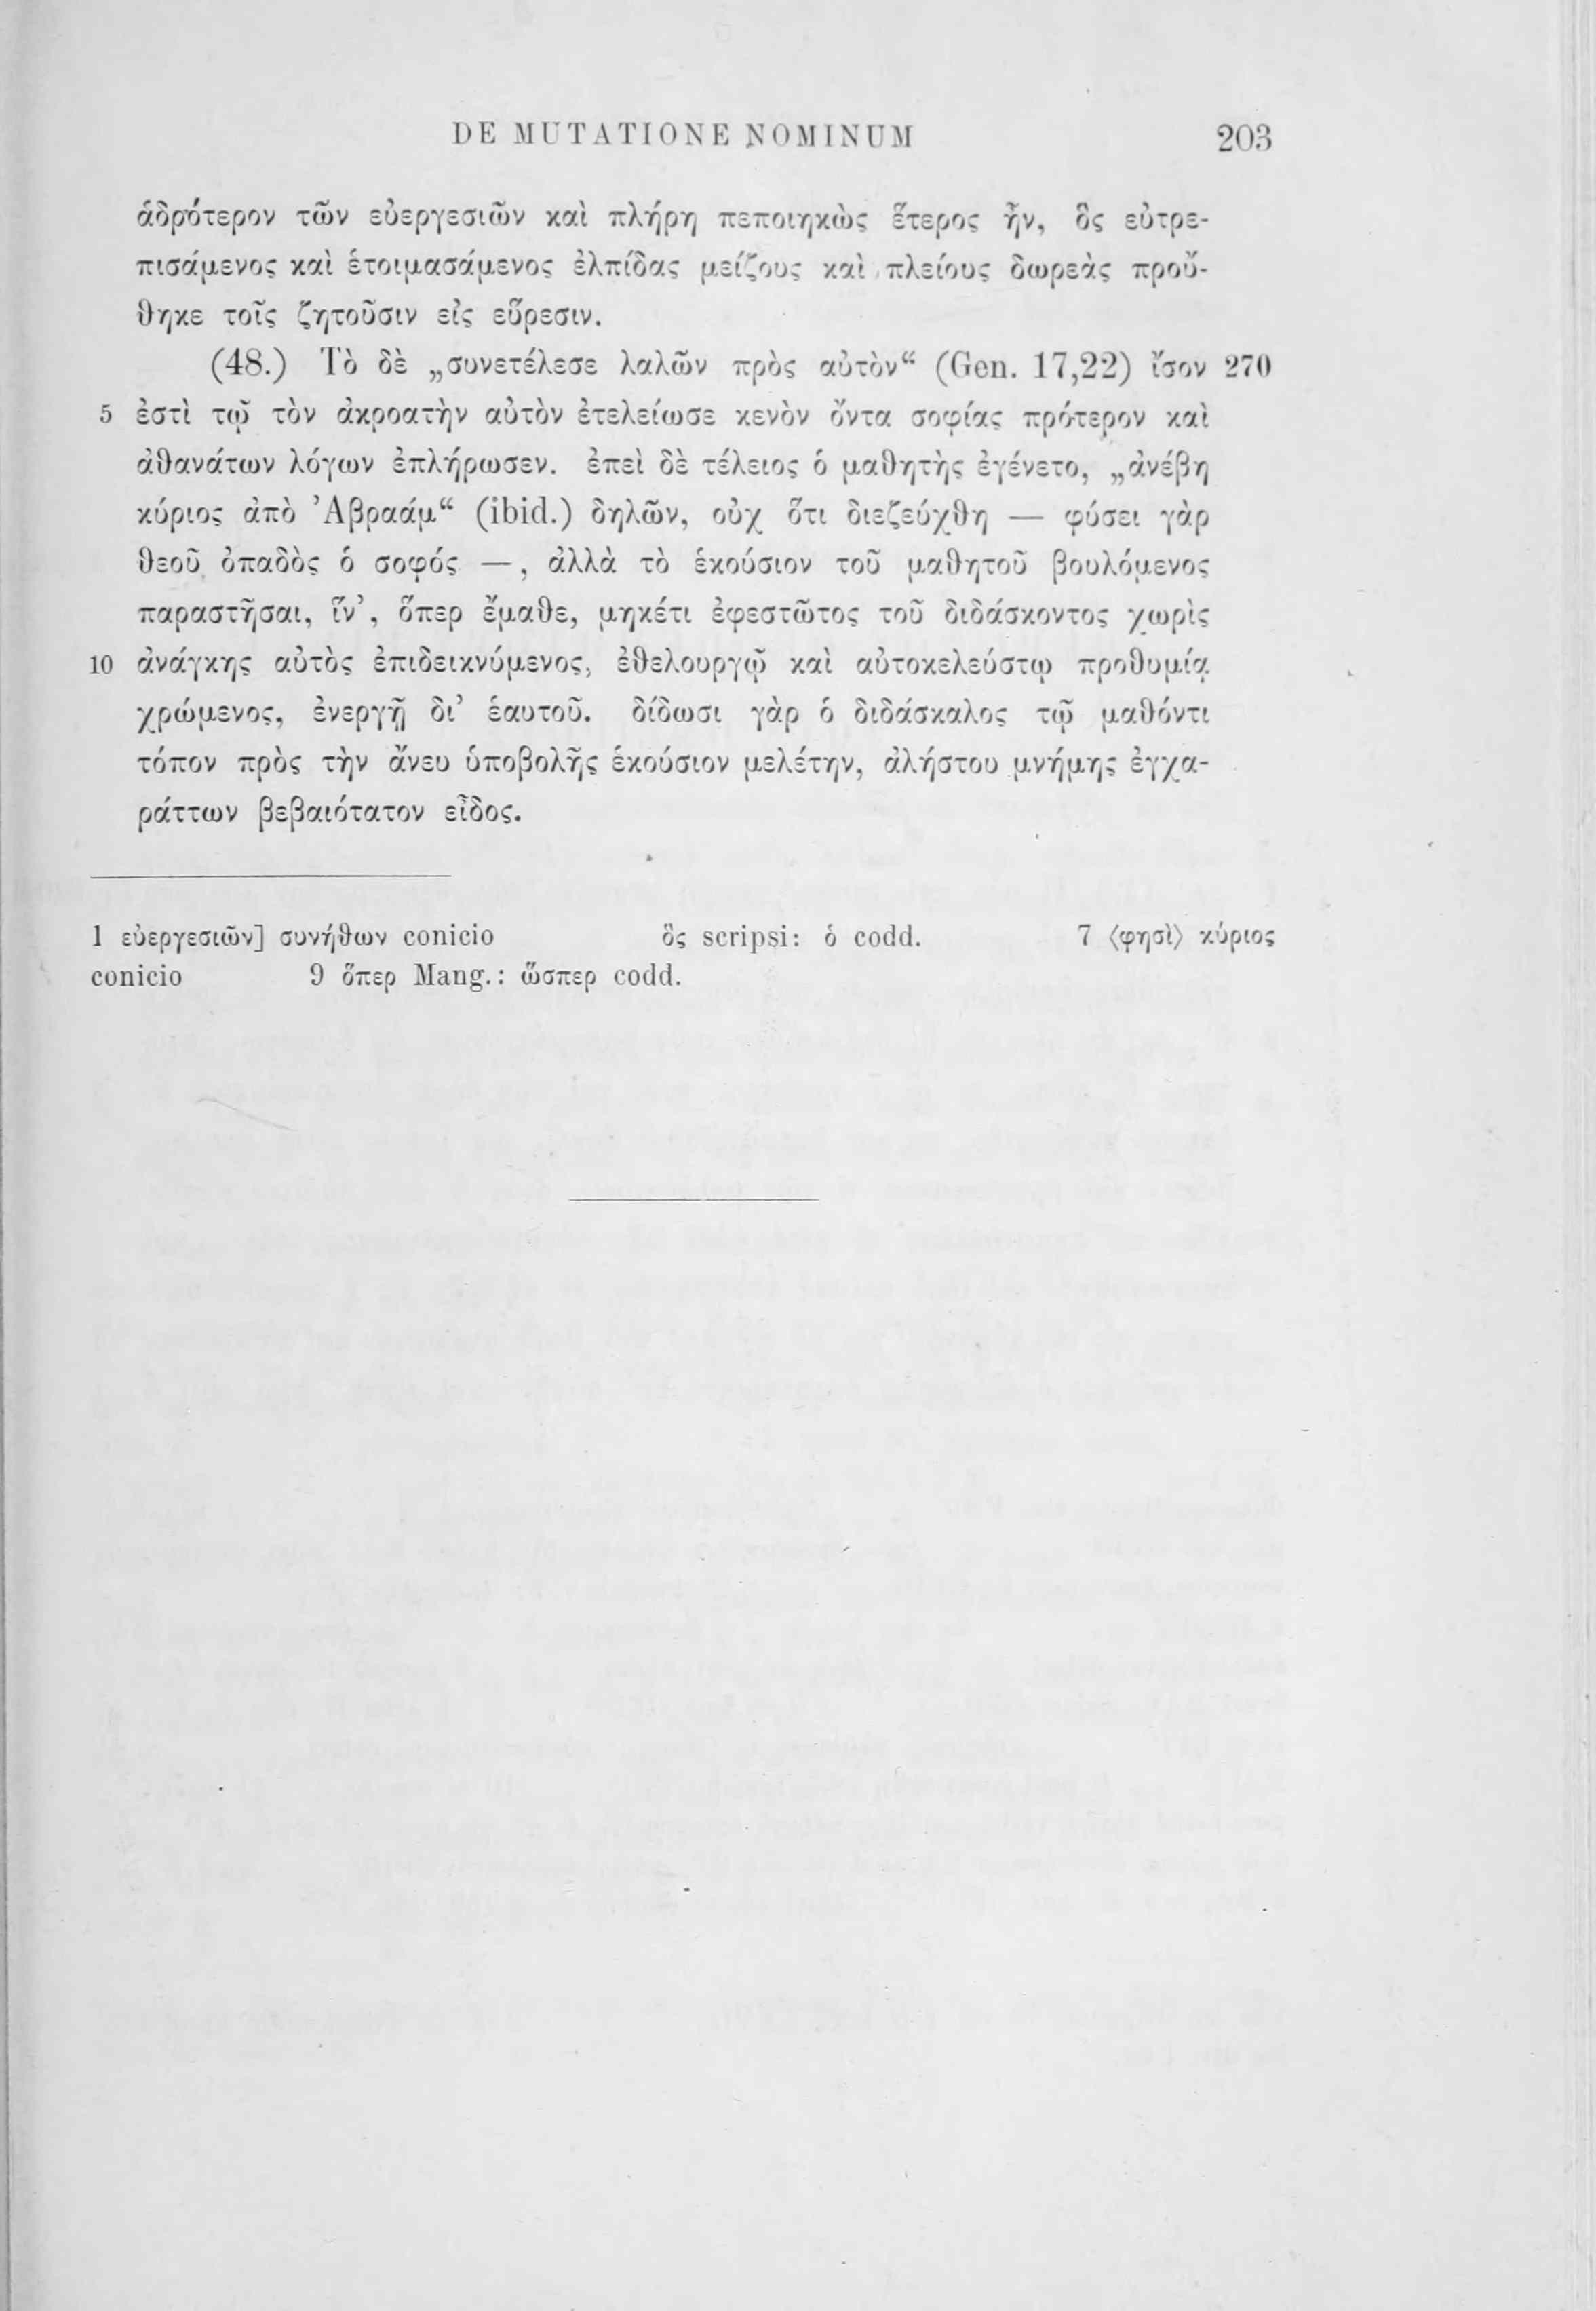 DE MUTATIONE NOMINUM 203
ἁδρότερον τῶν εὐεργεσιῶν καὶ πλήρη πεποιηκὼς ἕτερος ἦν, ὃς εὐτρε-
πισάμενος καὶ ἑτοιμασάμενος ἐλπίδας μείζους καὶ πλείους δωρεὰς προὔ-
θηκε τοῖς ζητοῦσιν εἰς εὕρεσιν.
(48.) Τὸ δὲ „συνετέλεσε λαλῶν πρὸς αὐτὸν“ (Gen. 17,22) ἴσον 270
5 ἐστὶ τῷ τὸν ἀκροατὴν αὐτὸν ἐτελείωσε κενὸν ὄντα σοφίας πρότερον καὶ
ἀθανάτων λόγων ἐπλήρωσεν. ἐπεὶ δὲ τέλειος ὁ μαθητὴς ἐγένετο, „ἀνέβη
κύριος ἀπὸ Ἀβραάμ“ (ibid.) δηλῶν, οὐχ ὅτι διεζεύχθη — φύσει γὰρ
θεοῦ ὀπαδὸς ὁ σοφός —, ἀλλὰ τὸ ἑκούσιον τοῦ μαθητοῦ βουλόμενος
παραστῆσαι, ἵν’, ὅπερ ἔμαθε, μηκέτι ἐφεστῶτος τοῦ διδάσκοντος χωρὶς
10 ἀνάγκης αὐτὸς ἐπιδεικνύμενος, ἐθελουργῷ καὶ αὐτοκελεύστῳ προθυμίᾳ
χρώμενος, ἐνεργῇ δι’ ἑαυτοῦ. δίδωσι γὰρ ὁ διδάσκαλος τῷ μαθόντι
τόπον πρὸς τὴν ἄνευ ὑποβολῆς ἑκούσιον μελέτην, ἀλήστου μνήμης ἐγχα-
ράττων βεβαιότατον εἶδος.
1 εὐεργεσιῶν] συνήθων conicio ὃς scripsi: ὁ codd. 7 ⟨φησὶ⟩ κύριος
conicio 9 ὅπερ Mang.: ὥσπερ codd.